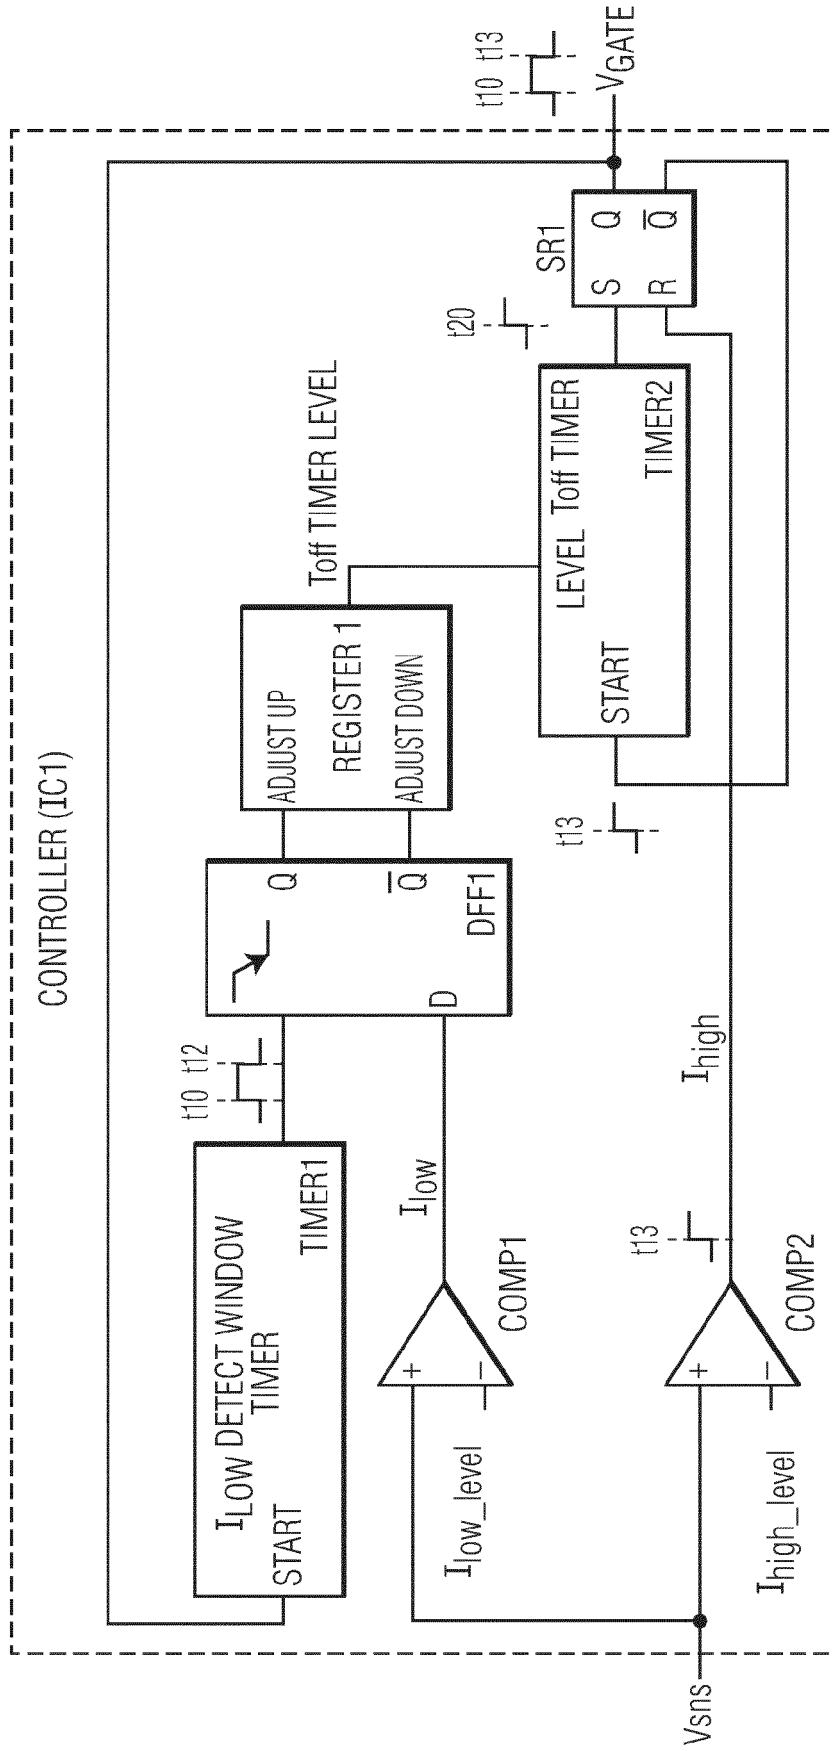 CONTROLLER (IC1)
ILOW DETECT WINDOW
TIMER
START
TIMER1
t10 t12
Q
Q
D
DFF1
ADJUST UP
REGISTER 1
ADJUST DOWN
Toff TIMER LEVEL
Ilow_level
+
−
COMP1
Ilow
t13
START
LEVEL Toff TIMER
TIMER2
t20
SR1
S
Q
R
Q
t10 t13
VGATE
Vsns
Ihigh_level
+
−
COMP2
t13
Ihigh